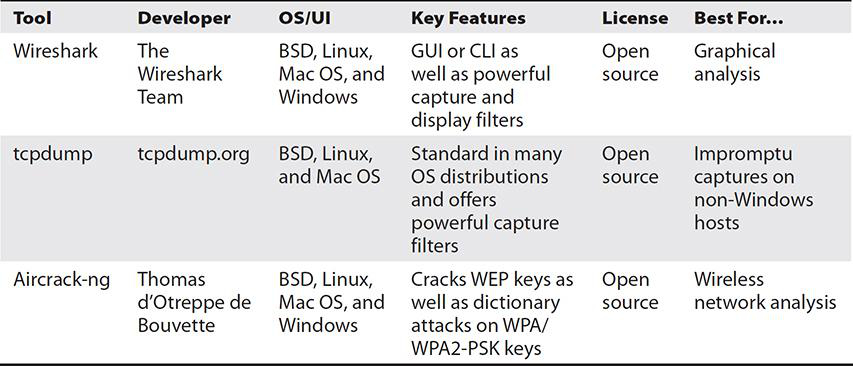 Tool Developer OS/UI Key Features License Best For...
Wireshark The Wireshark Team BSD, Linux, Mac OS, and Windows GUI or CLI as well as powerful capture and display filters Open source Graphical analysis
tcpdump tcpdump.org BSD, Linux, and Mac OS Standard in many OS distributions and offers powerful capture filters Open source Impromptu captures on non-Windows hosts
Aircrack-ng Thomas d’Otreppe de Bouvette BSD, Linux, Mac OS, and Windows Cracks WEP keys as well as dictionary attacks on WPA/ WPA2-PSK keys Open source Wireless network analysis